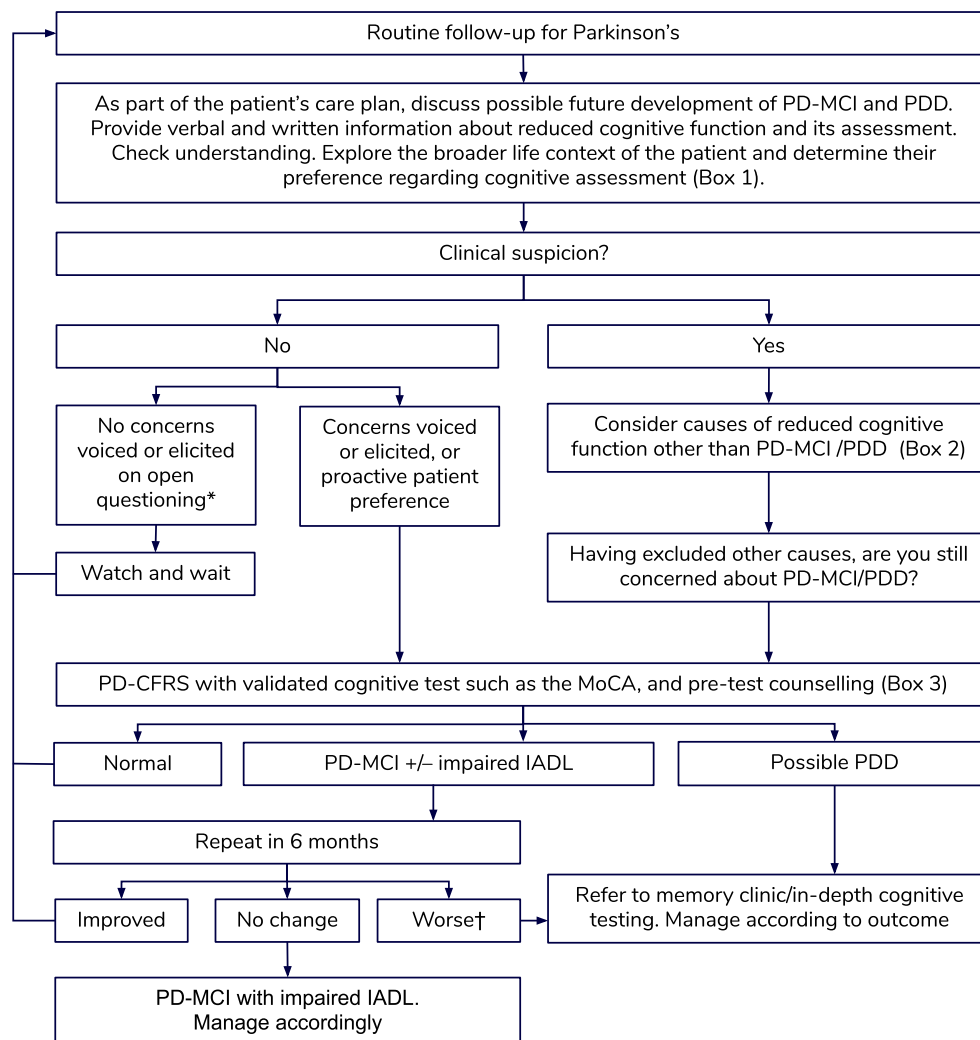 Routine follow-up for Parkinson's
As part of the patient's care plan, discuss possible future development of PD-MCI and PDD.
Provide verbal and written information about reduced cognitive function and its assessment.
Check understanding. Explore the broader life context of the patient and determine their
preference regarding cognitive assessment (Box 1).
Clinical suspicion?
No
Yes
No concerns
voiced or elicited
on open
questioning*
Concerns voiced
or elicited, or
proactive patient
preference
Consider causes of reduced cognitive
function other than PD-MCI /PDD (Box 2)
Watch and wait
Having excluded other causes, are you still
concerned about PD-MCI/PDD?
PD-CFRS with validated cognitive test such as the MoCA, and pre-test counselling (Box 3)
Normal
PD-MCI +/– impaired IADL
Possible PDD
Repeat in 6 months
Improved
No change
Worse†
Refer to memory clinic/in-depth cognitive
testing. Manage according to outcome
PD-MCI with impaired IADL.
Manage accordingly